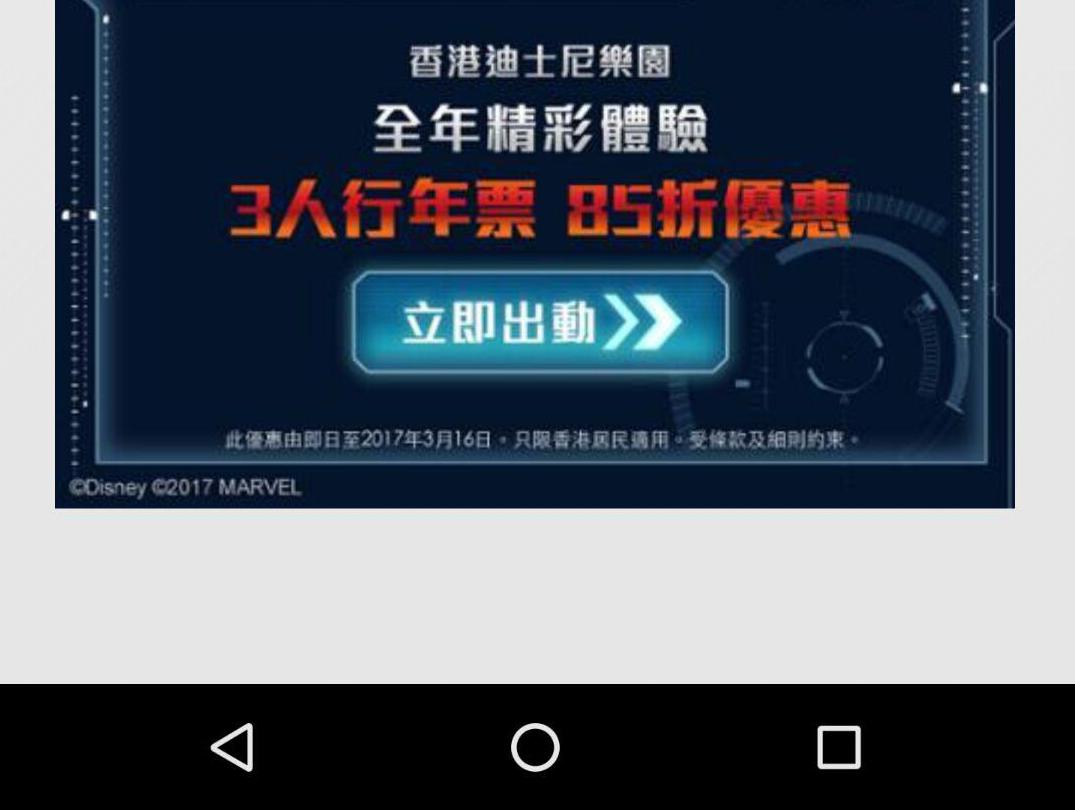 香港迪士尼樂園
全年精彩體驗
3人行年票 85折優惠
立即出動
此優惠由即日至2017年3月16日。只限香港居民適用。受條款及細則約束。
©Disney ©2017 MARVEL